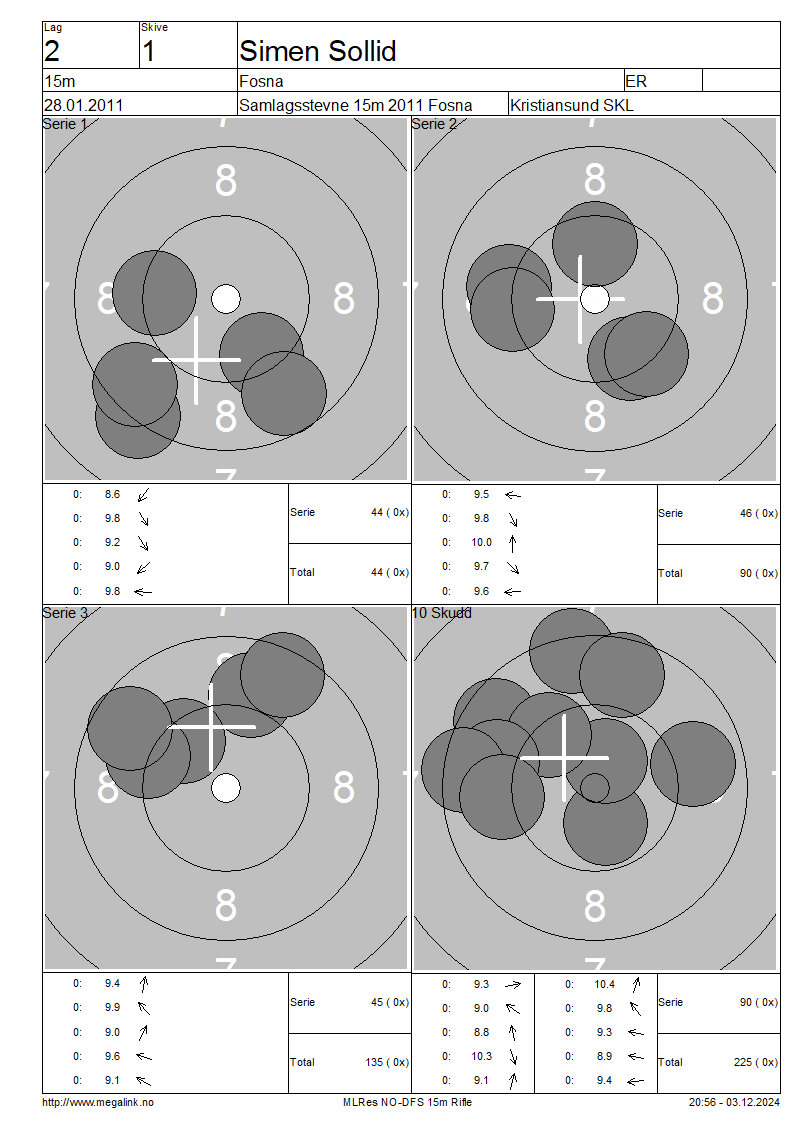 Lag
Skive
2
1
Simen Sollid
15m
Fosna
ER
28.01.2011
Samlagsstevne 15m 2011 Fosna
Kristiansund SKL
Serie 1
8
8
8
8
7
Serie 2
8
8
8
7
0: 8.6
0: 9.8
0: 9.2
0: 9.0
0: 9.8
Serie 44 ( 0x)
Total 44 ( 0x)
0: 9.5
0: 9.8
0: 10.0
0: 9.7
0: 9.6
Serie 46 ( 0x)
Total 90 ( 0x)
Serie 3
8
8
8
8
7
10 Skudd
8
7
0: 9.4
0: 9.9
0: 9.0
0: 9.6
0: 9.1
Serie 45 ( 0x)
Total 135 ( 0x)
0: 9.3
0: 9.0
0: 8.8
0: 10.3
0: 9.1
0: 10.4
0: 9.8
0: 9.3
0: 8.9
0: 9.4
Serie 90 ( 0x)
Total 225 ( 0x)
http://www.megalink.no
MLRes NO-DFS 15m Rifle
20:56 - 03.12.2024